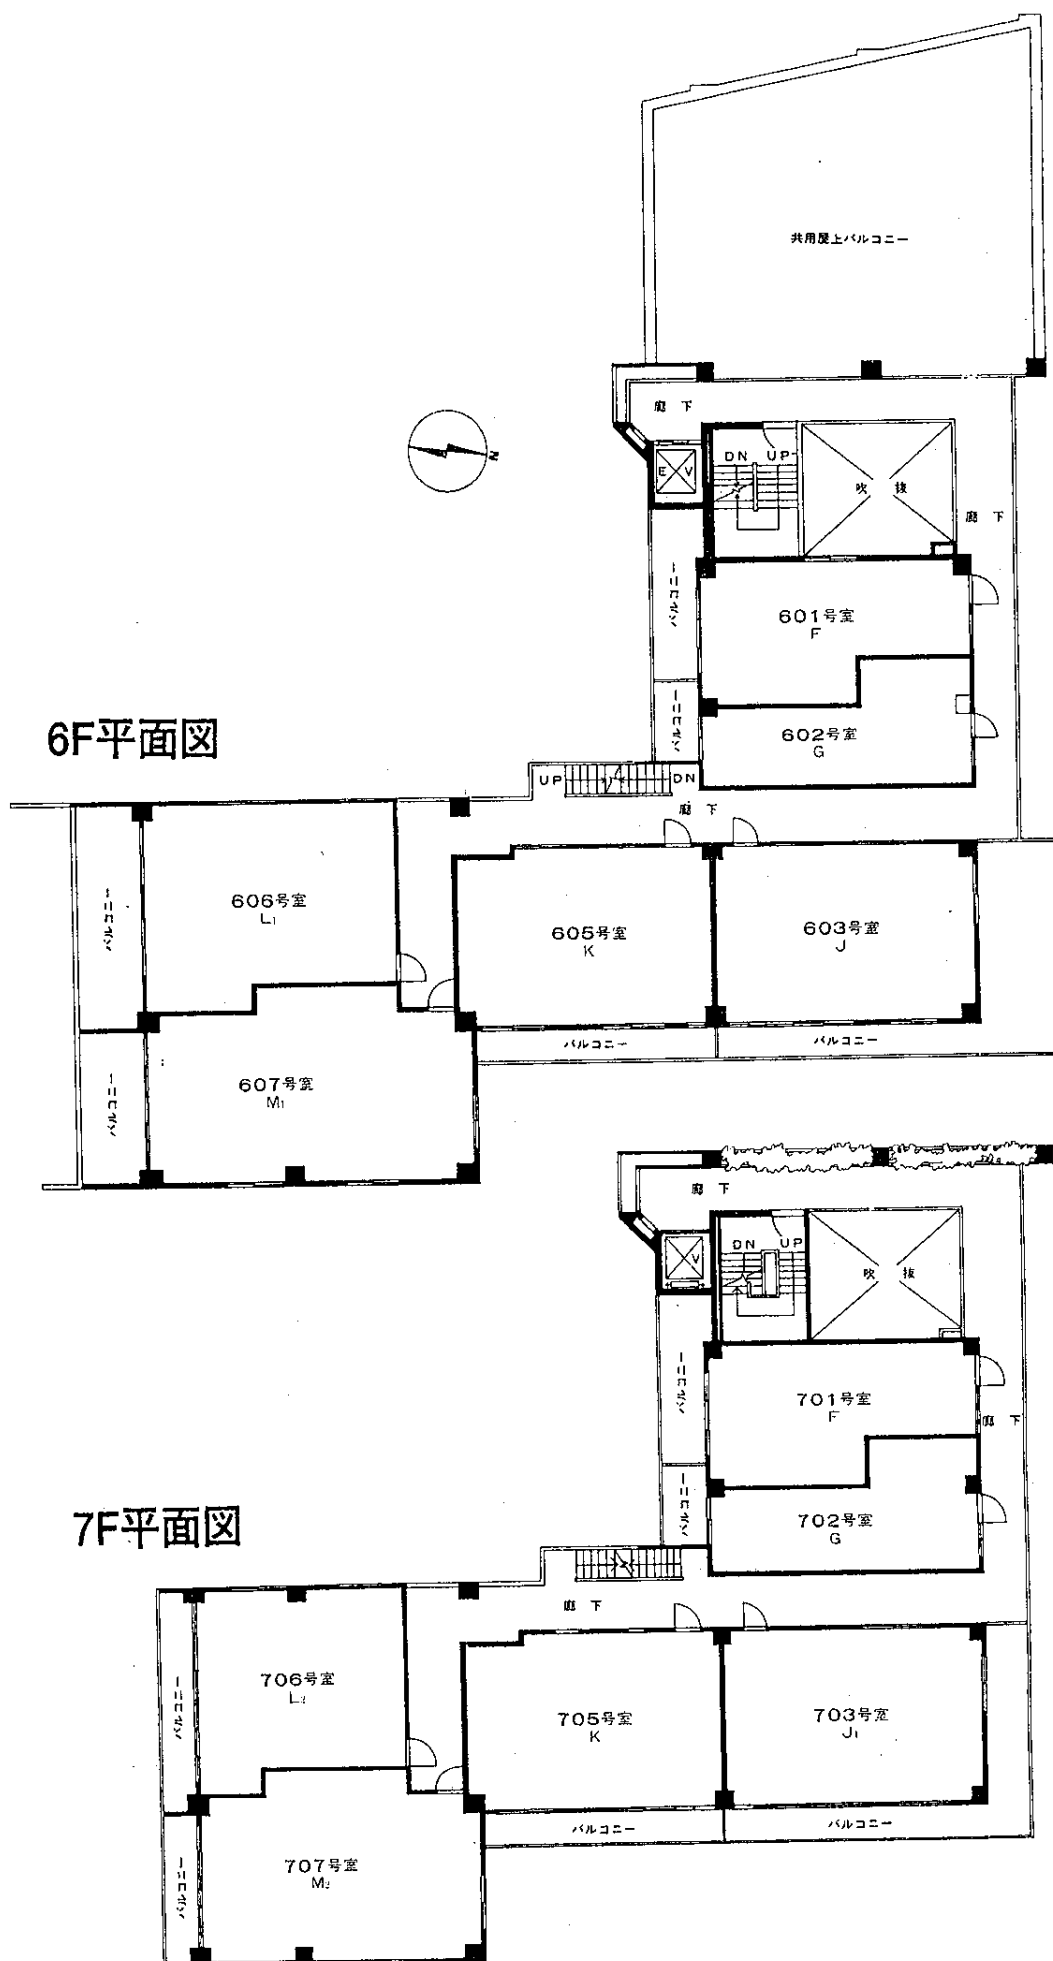 共用屋上バルコニー
廊下
DN UP
EV
吹抜
廊下
バルコニー
601号室
F
バルコニー
602号室
G
6F平面図
N
UP DN
廊下
バルコニー
606号室
L1
605号室
K
603号室
J
バルコニー
バルコニー
バルコニー
607号室
M1
廊下
DN UP
V
吹抜
バルコニー
701号室
F
廊下
バルコニー
702号室
G
7F平面図
廊下
バルコニー
706号室
L2
705号室
K
703号室
J1
バルコニー
バルコニー
バルコニー
707号室
M2